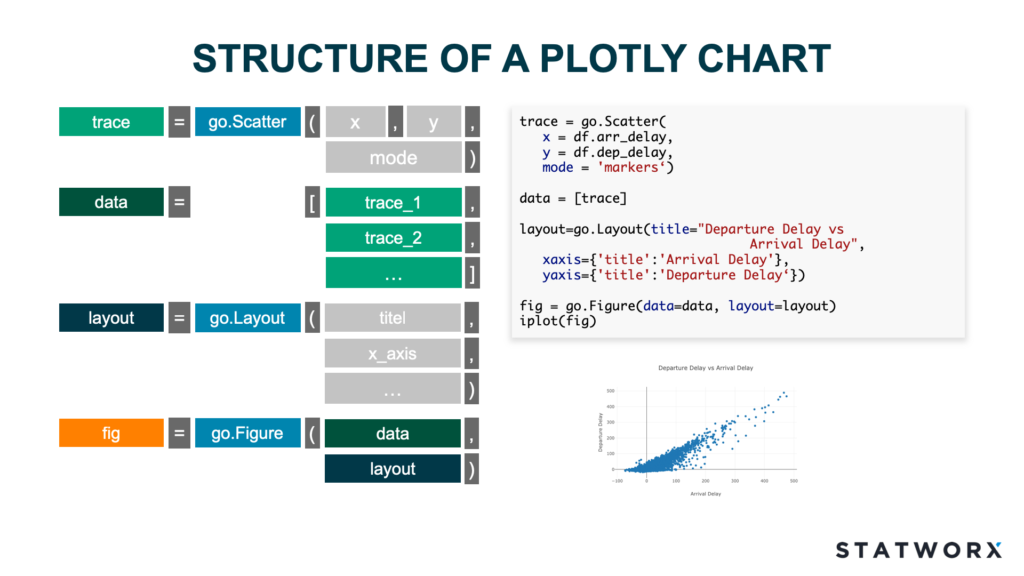 STRUCTURE OF A PLOTLY CHART
trace = go.Scatter ( x , y ,
mode )
data = [ trace_1 ,
trace_2 ,
... ]
layout = go.Layout ( titel ,
x_axis ,
... )
fig = go.Figure ( data ,
layout )
trace = go.Scatter(
x = df.arr_delay,
y = df.dep_delay,
mode = 'markers‘)
data = [trace]
layout=go.Layout(title="Departure Delay vs
Arrival Delay",
xaxis={'title':'Arrival Delay'},
yaxis={'title':'Departure Delay‘})
fig = go.Figure(data=data, layout=layout)
iplot(fig)
Departure Delay vs Arrival Delay
500
400
300
200
100
0
Departure Delay
−100 0 100 200 300 400 500
Arrival Delay
STATWORX